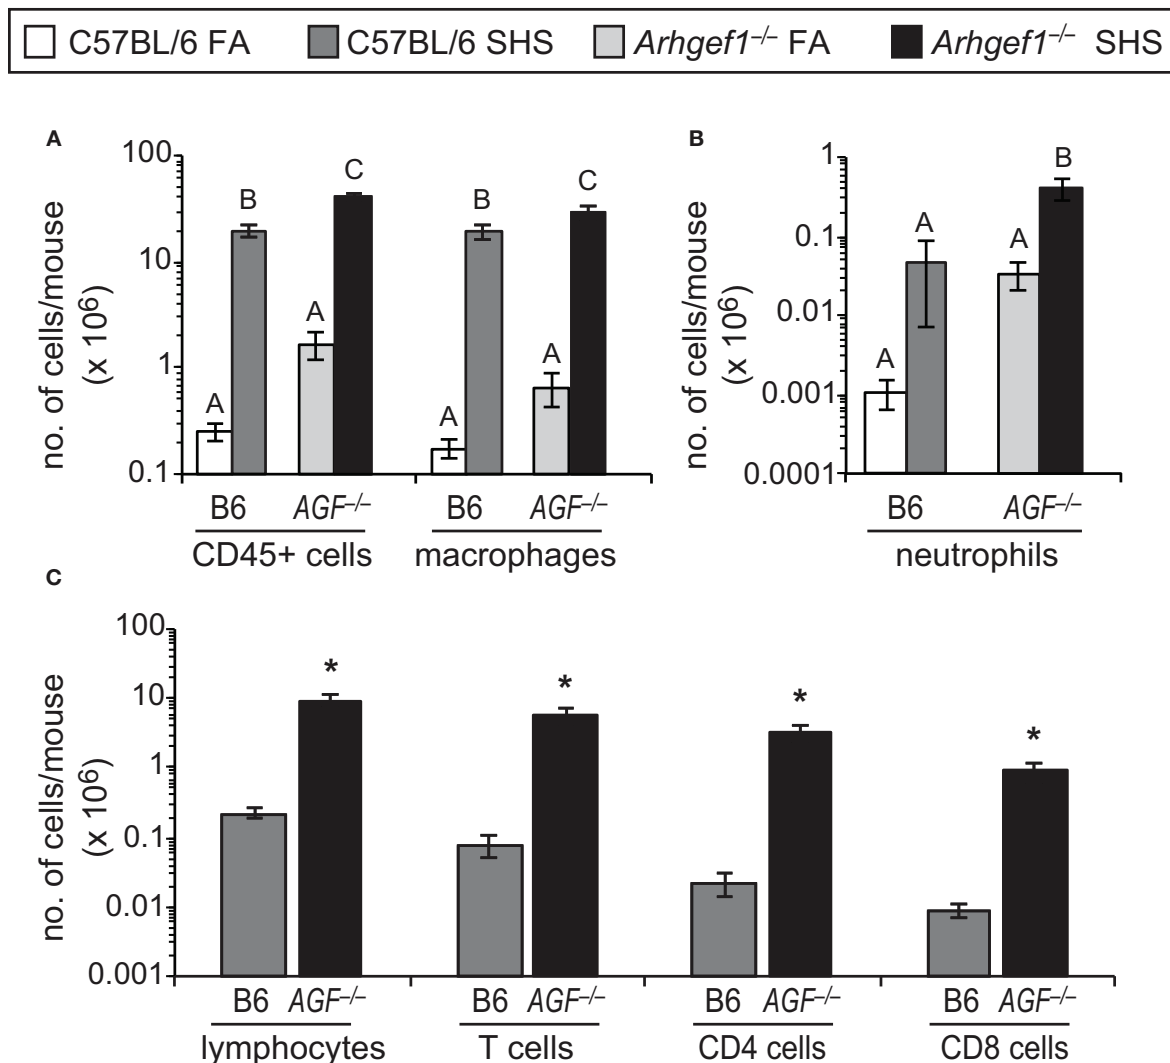 C57BL/6 FA C57BL/6 SHS Arhgef1–/– FA Arhgef1–/– SHS
A
no. of cells/mouse
(x 10⁶)
100
10
1
0.1
A B A C A B A C
B6 AGF–/– B6 AGF–/–
CD45+ cells macrophages
B
no. of cells/mouse
(x 10⁶)
1
0.1
0.01
0.001
0.0001
A A A B
B6 AGF–/–
neutrophils
C
no. of cells/mouse
(x 10⁶)
100
10
1
0.1
0.01
0.001
* * * *
B6 AGF–/– B6 AGF–/– B6 AGF–/– B6 AGF–/–
lymphocytes T cells CD4 cells CD8 cells